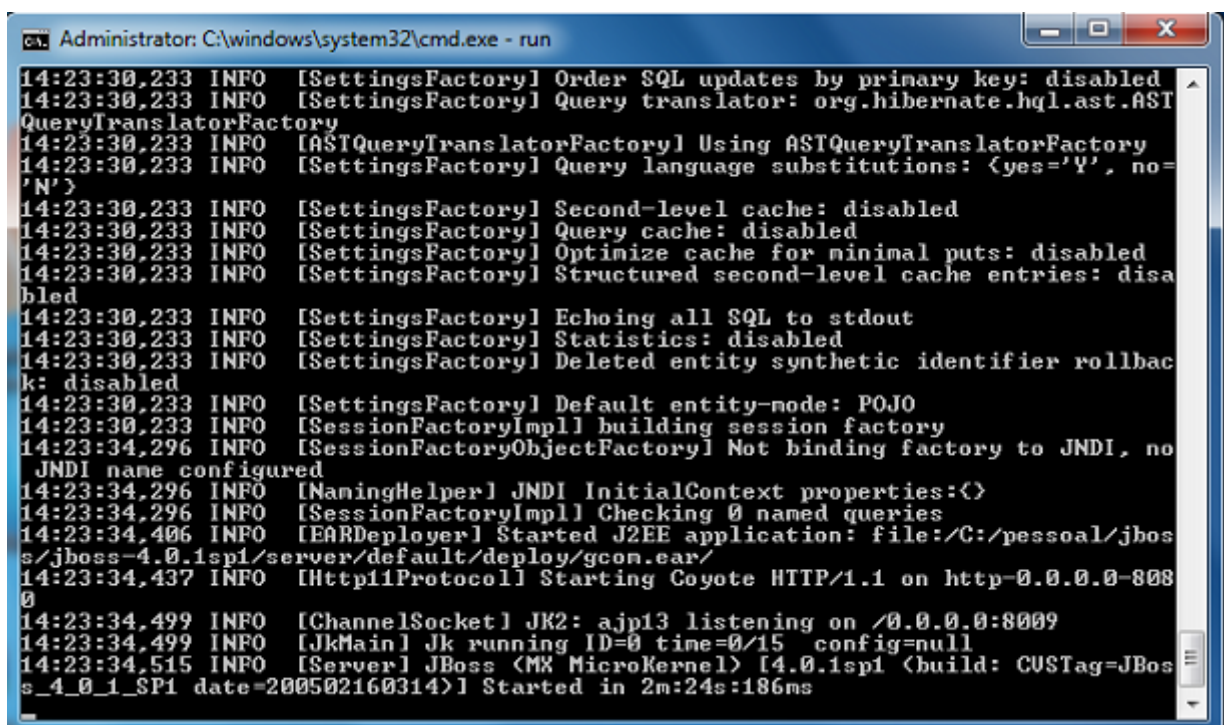 Administrator: C:\windows\system32\cmd.exe - run
14:23:30,233 INFO  [SettingsFactory] Order SQL updates by primary key: disabled
14:23:30,233 INFO  [SettingsFactory] Query translator: org.hibernate.hql.ast.AST
QueryTranslatorFactory
14:23:30,233 INFO  [ASTQueryTranslatorFactory] Using ASTQueryTranslatorFactory
14:23:30,233 INFO  [SettingsFactory] Query language substitutions: {yes='Y', no=
'N'}
14:23:30,233 INFO  [SettingsFactory] Second-level cache: disabled
14:23:30,233 INFO  [SettingsFactory] Query cache: disabled
14:23:30,233 INFO  [SettingsFactory] Optimize cache for minimal puts: disabled
14:23:30,233 INFO  [SettingsFactory] Structured second-level cache entries: disa
bled
14:23:30,233 INFO  [SettingsFactory] Echoing all SQL to stdout
14:23:30,233 INFO  [SettingsFactory] Statistics: disabled
14:23:30,233 INFO  [SettingsFactory] Deleted entity synthetic identifier rollbac
k: disabled
14:23:30,233 INFO  [SettingsFactory] Default entity-mode: POJO
14:23:30,233 INFO  [SessionFactoryImpl] building session factory
14:23:34,296 INFO  [SessionFactoryObjectFactory] Not binding factory to JNDI, no
 JNDI name configured
14:23:34,296 INFO  [NamingHelper] JNDI InitialContext properties:{}
14:23:34,296 INFO  [SessionFactoryImpl] Checking 0 named queries
14:23:34,406 INFO  [EARDeployer] Started J2EE application: file:/C:/pessoal/jbos
s/jboss-4.0.1sp1/server/default/deploy/gcom.ear/
14:23:34,437 INFO  [Http11Protocol] Starting Coyote HTTP/1.1 on http-0.0.0.0-808
0
14:23:34,499 INFO  [ChannelSocket] JK2: ajp13 listening on /0.0.0.0:8009
14:23:34,499 INFO  [JkMain] Jk running ID=0 time=0/15  config=null
14:23:34,515 INFO  [Server] JBoss (MX MicroKernel) [4.0.1sp1 (build: CVSTag=JBos
s_4_0_1_SP1 date=200502160314)] Started in 2m:24s:186ms